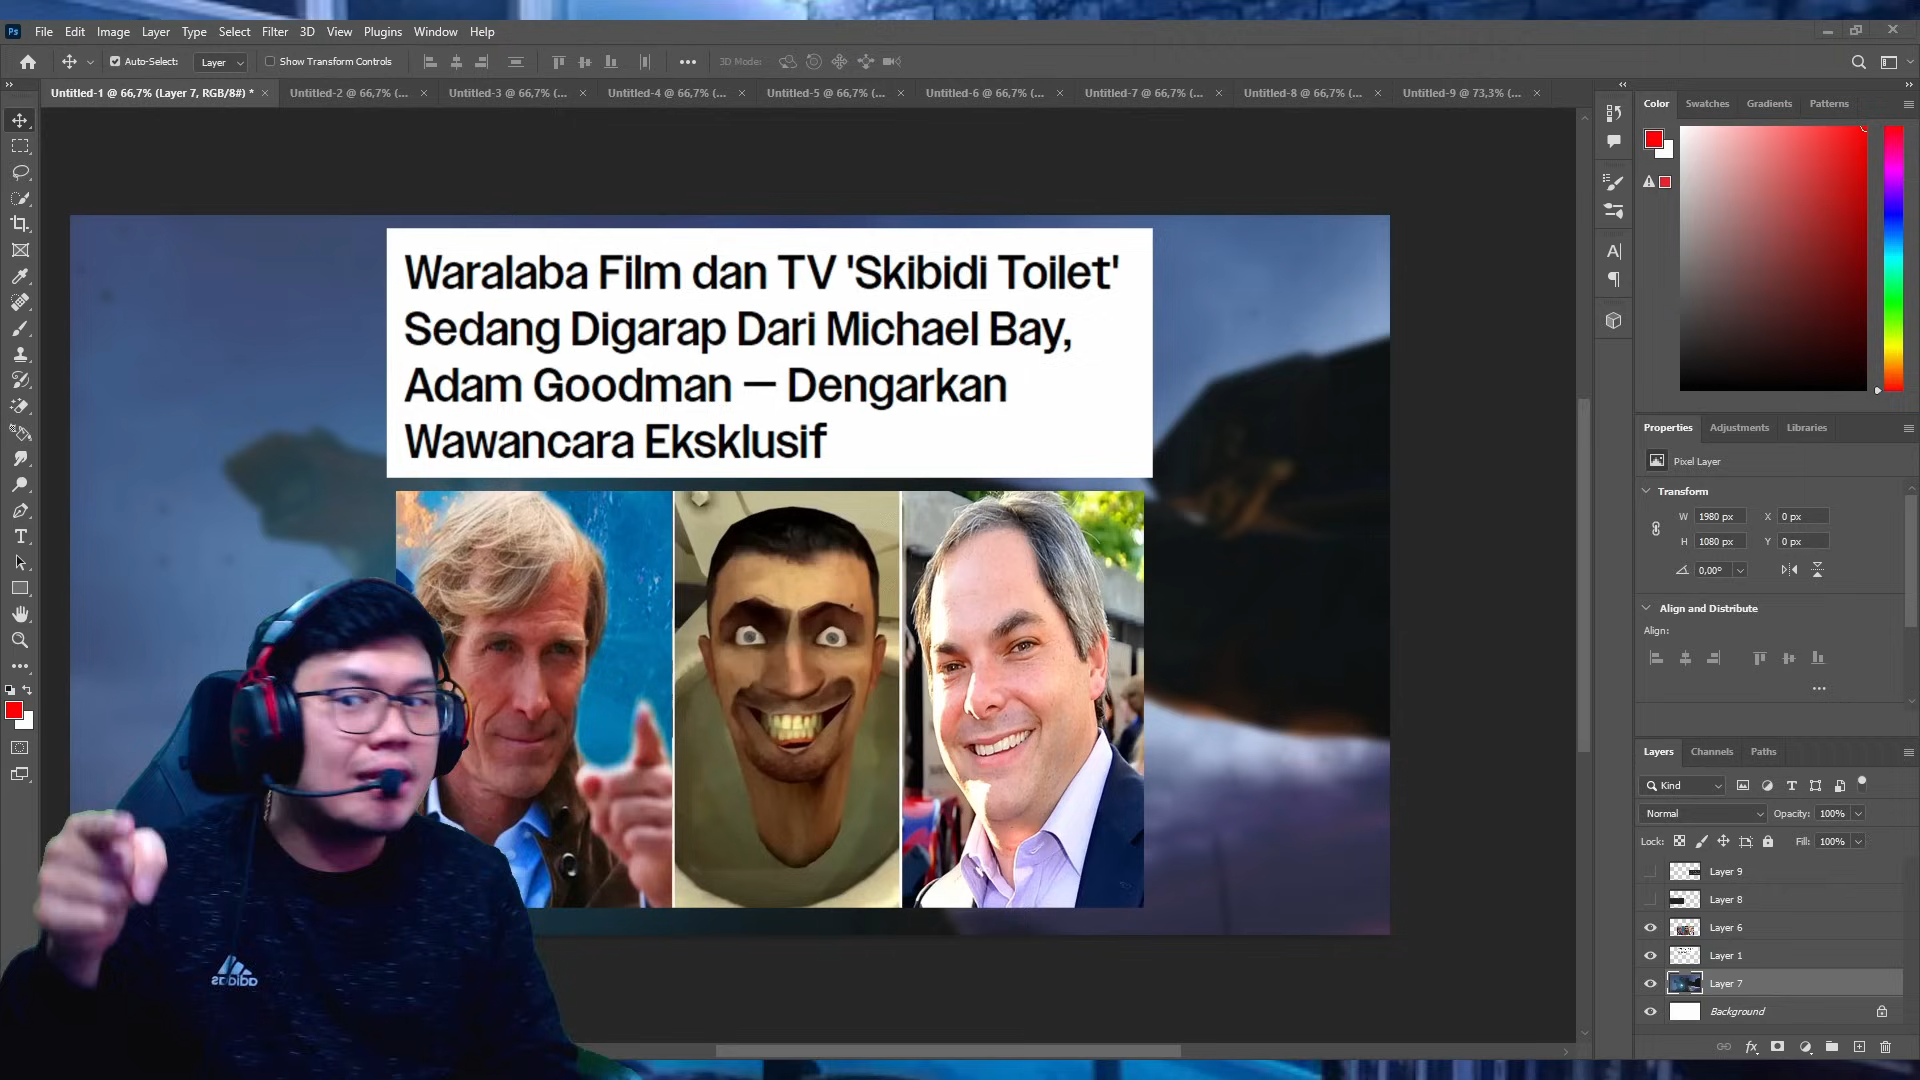 Ps File Edit Image Layer Type Select Filter 3D View Plugins Window Help
Auto-Select: Layer Show Transform Controls 3D Mode:
Untitled-1 @ 66,7% (Layer 7, RGB/8#) * Untitled-2 @ 66,7% (... Untitled-3 @ 66,7% (... Untitled-4 @ 66,7% (... Untitled-5 @ 66,7% (... Untitled-6 @ 66,7% (... Untitled-7 @ 66,7% (... Untitled-8 @ 66,7% (... Untitled-9 @ 73,3% (...
Waralaba Film dan TV 'Skibidi Toilet'
Sedang Digarap Dari Michael Bay,
Adam Goodman — Dengarkan
Wawancara Eksklusif
adidas
Color Swatches Gradients Patterns
Properties Adjustments Libraries
Pixel Layer
Transform
W 1980 px X 0 px
H 1080 px Y 0 px
0,00°
Align and Distribute
Align:
Layers Channels Paths
Kind
Normal Opacity: 100%
Lock: Fill: 100%
Layer 9
Layer 8
Layer 6
Layer 1
Layer 7
Background
fx